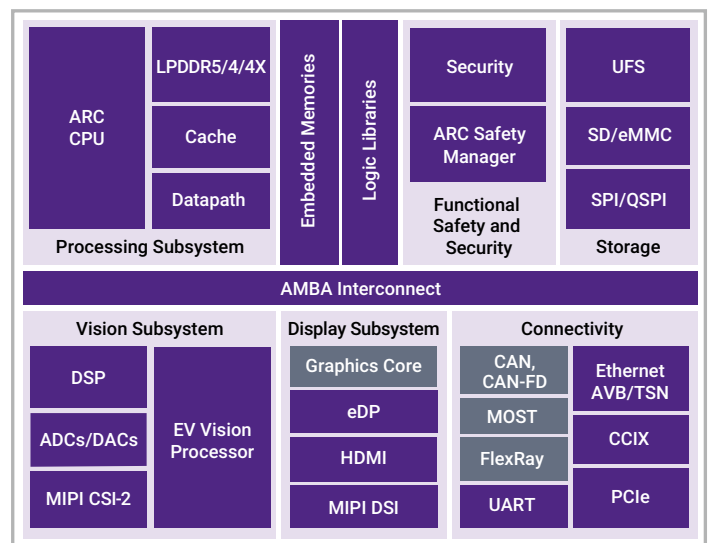 ARC
CPU
LPDDR5/4/4X
Cache
Datapath
Processing Subsystem
Embedded Memories
Logic Libraries
Security
ARC Safety
Manager
Functional
Safety and
Security
UFS
SD/eMMC
SPI/QSPI
Storage
AMBA Interconnect
Vision Subsystem
DSP
ADCs/DACs
MIPI CSI-2
EV Vision
Processor
Display Subsystem
Graphics Core
eDP
HDMI
MIPI DSI
Connectivity
CAN,
CAN-FD
MOST
FlexRay
UART
Ethernet
AVB/TSN
CCIX
PCIe